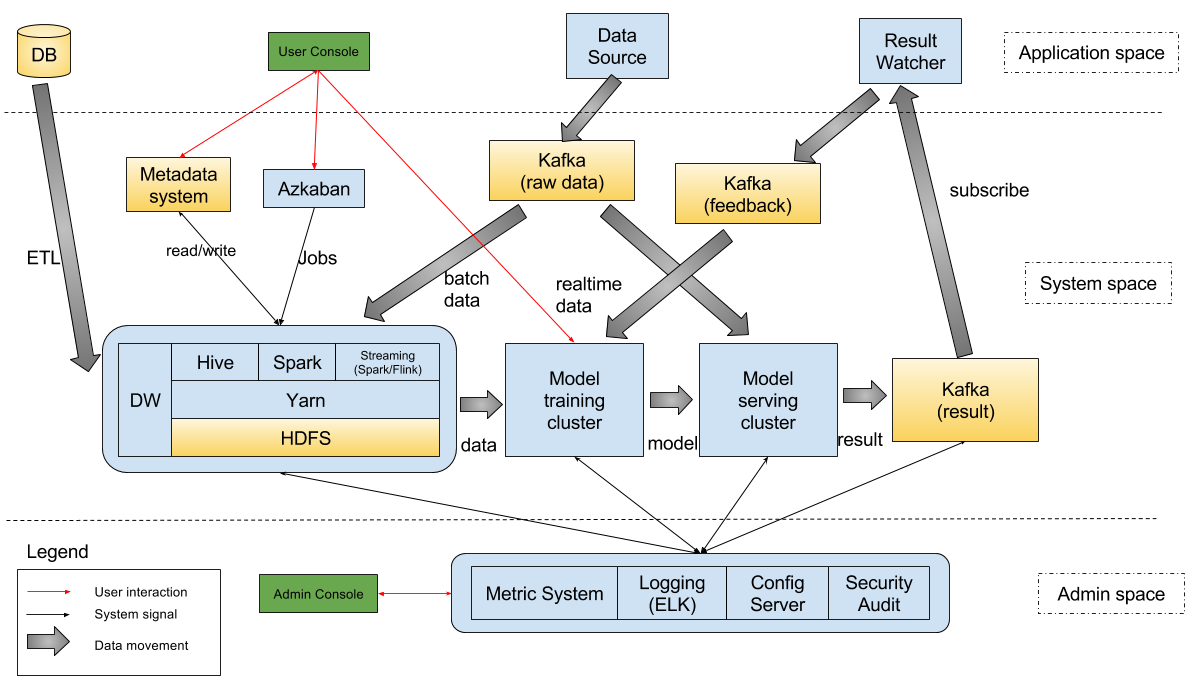 DB
User Console
Data
Source
Result
Watcher
Application space
Metadata
system
Azkaban
Kafka
(raw data)
Kafka
(feedback)
subscribe
ETL
read/write
Jobs
batch
data
realtime
data
System space
DW
Hive
Spark
Streaming
(Spark/Flink)
Yarn
HDFS
data
Model
training
cluster
model
Model
serving
cluster
result
Kafka
(result)
Legend
User interaction
System signal
Data movement
Admin Console
Metric System
Logging
(ELK)
Config
Server
Security
Audit
Admin space